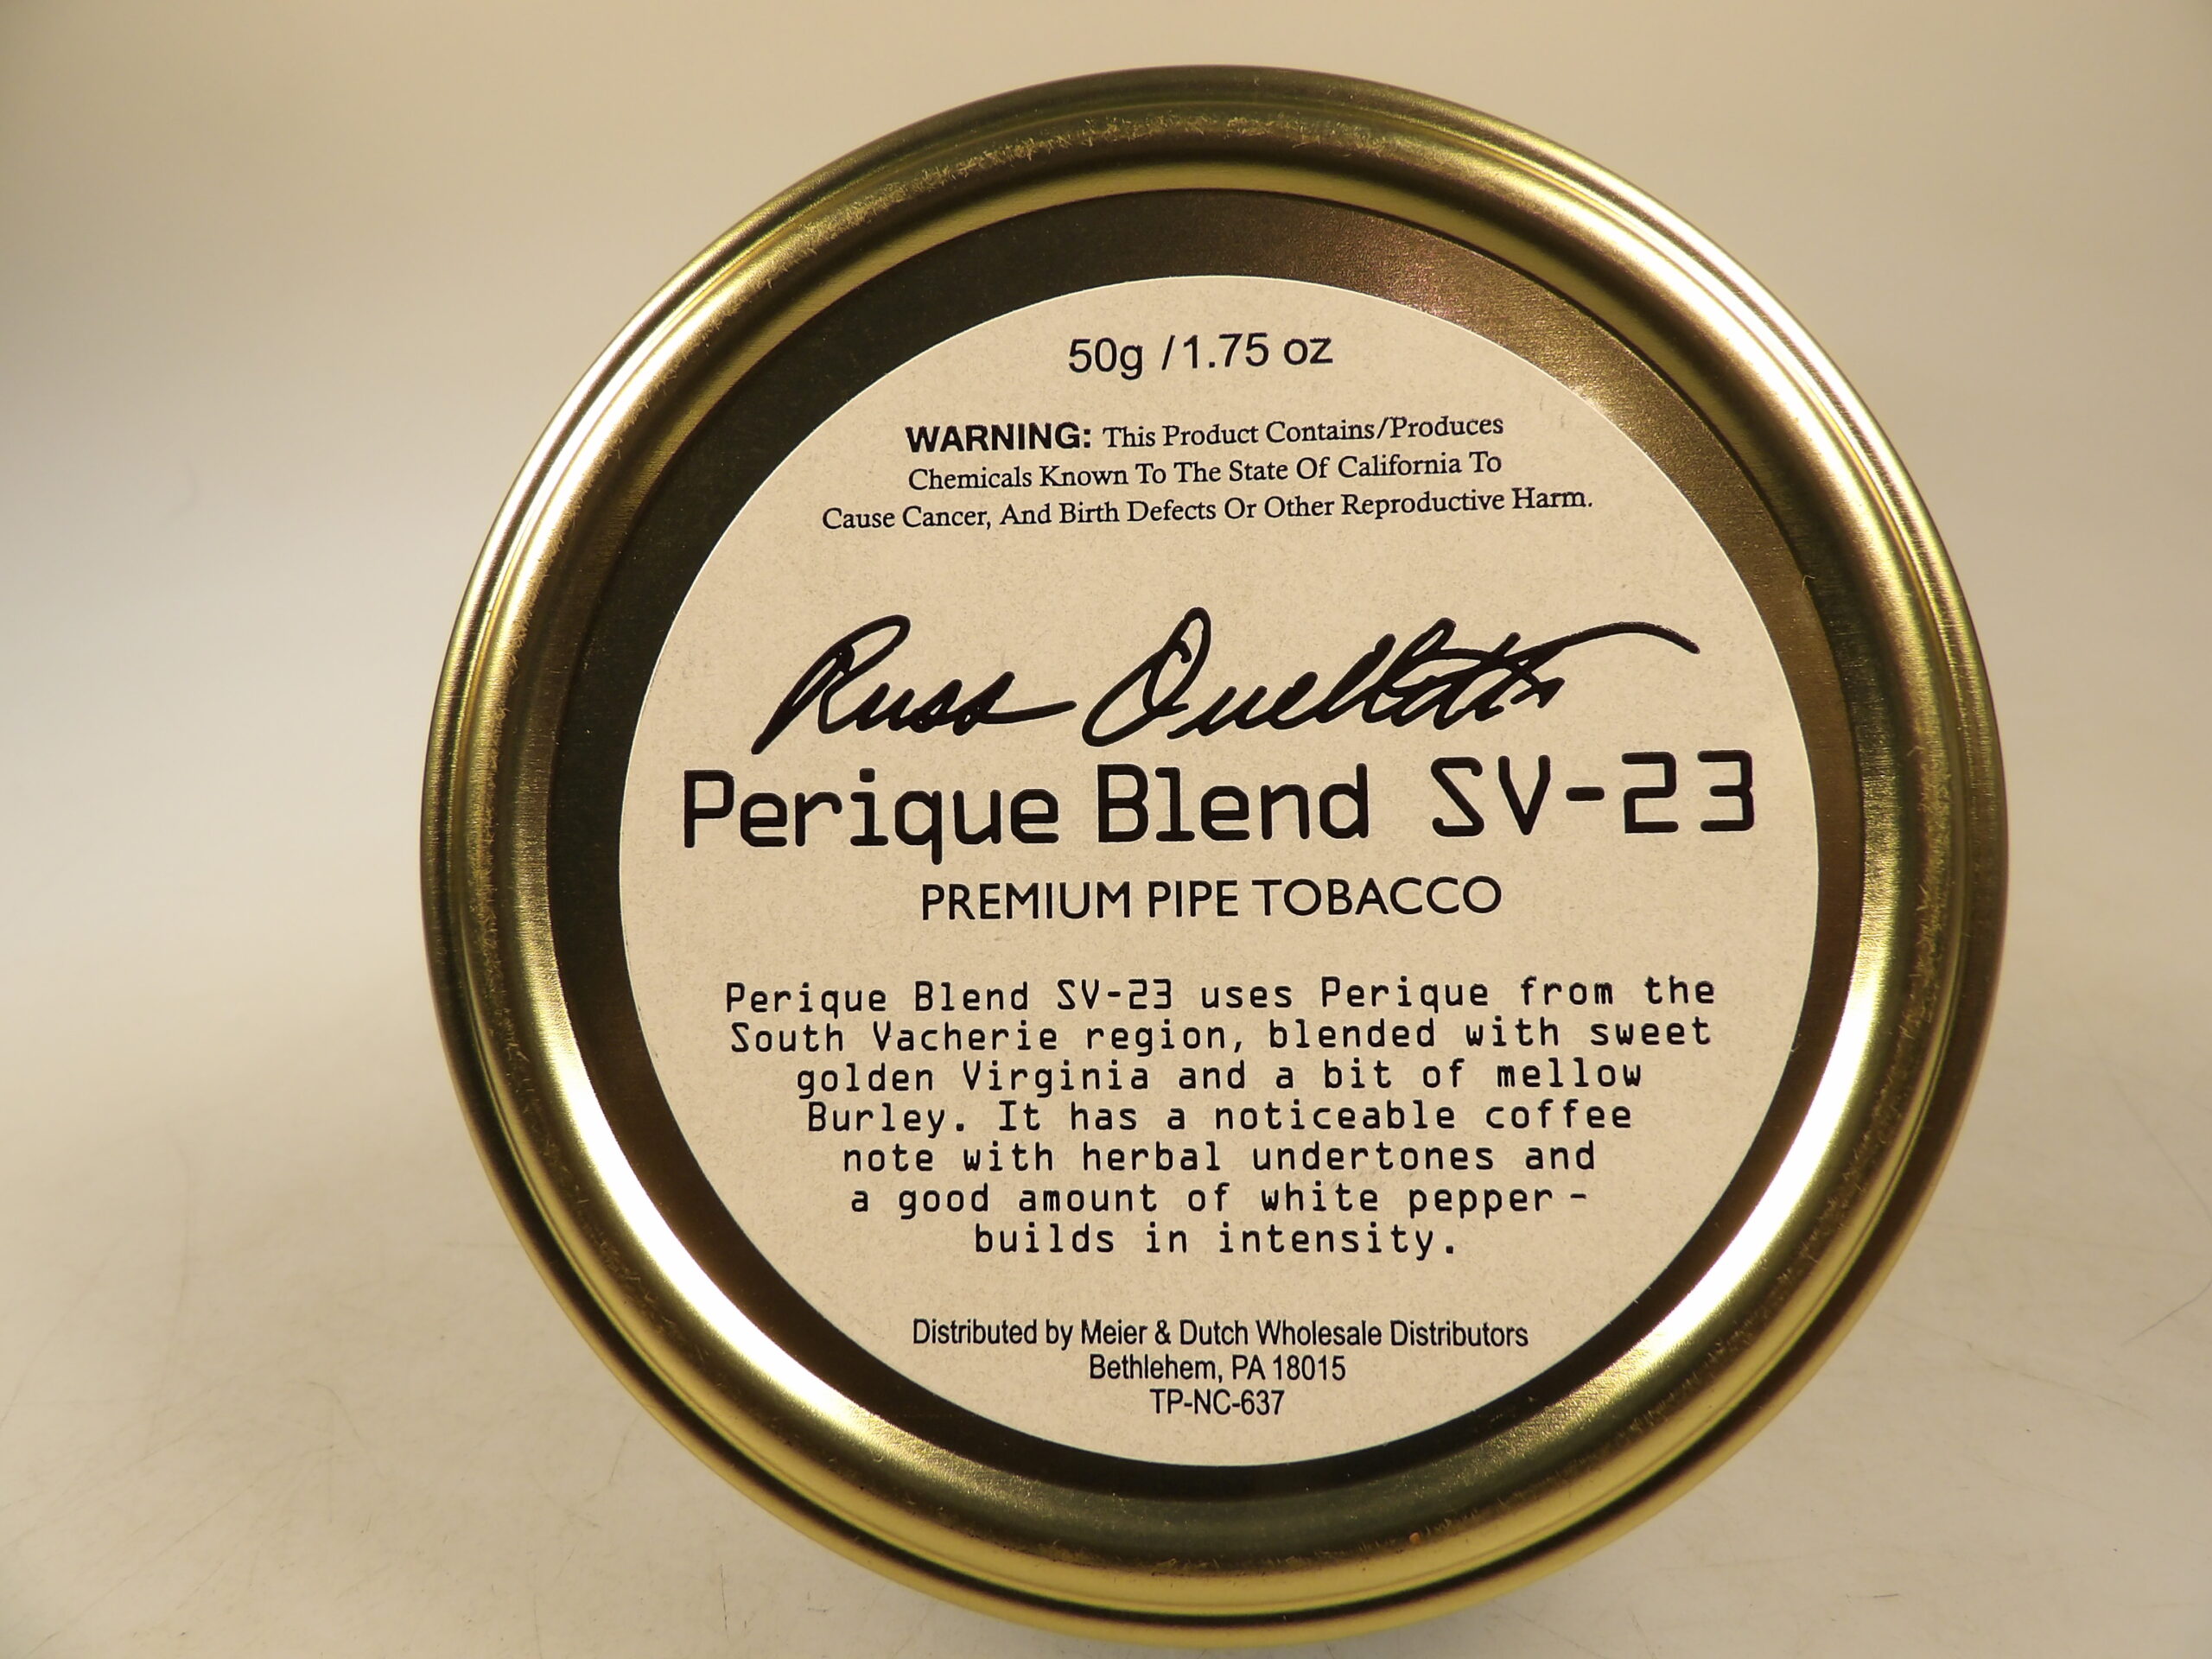 50g / 1.75 oz
WARNING: This Product Contains/Produces
Chemicals Known To The State Of California To
Cause Cancer, And Birth Defects Or Other Reproductive Harm.
Russ Ouellette
Perique Blend SV-23
PREMIUM PIPE TOBACCO
Perique Blend SV-23 uses Perique from the
South Vacherie region, blended with sweet
golden Virginia and a bit of mellow
Burley. It has a noticeable coffee
note with herbal undertones and
a good amount of white pepper-
builds in intensity.
Distributed by Meier & Dutch Wholesale Distributors
Bethlehem, PA 18015
TP-NC-637